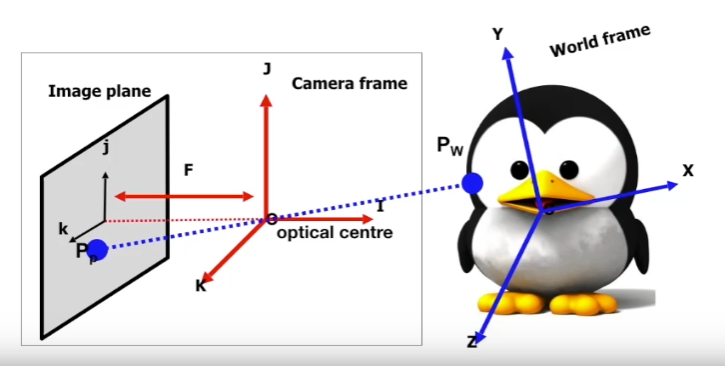 Y
World frame
J
Camera frame
Image plane
j
F
P_W
X
k
I
O
optical centre
P_p
K
Z